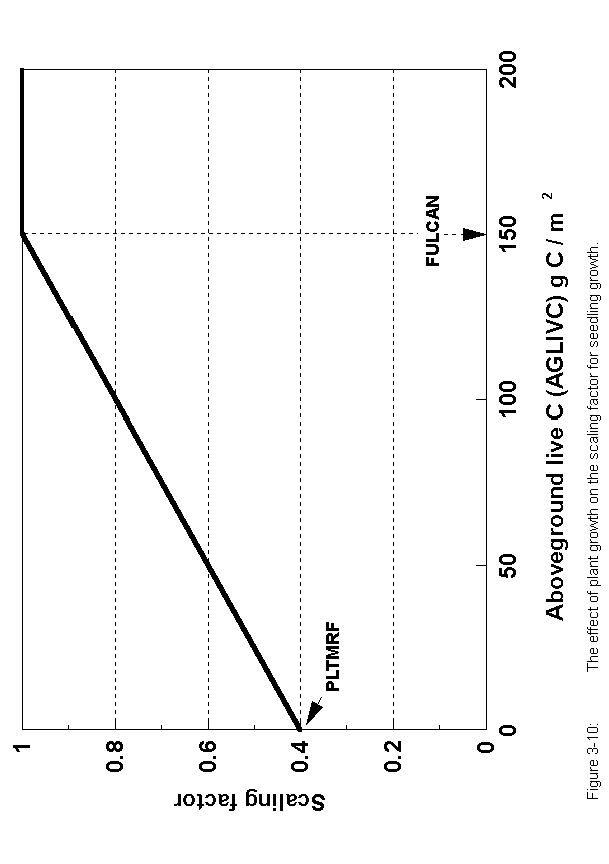 1
0.8
0.6
0.4
0.2
0
Scaling factor
PLTMRF
FULCAN
0
50
100
150
200
Aboveground live C (AGLIVC) g C / m 2
Figure 3-10: The effect of plant growth on the scaling factor for seedling growth.